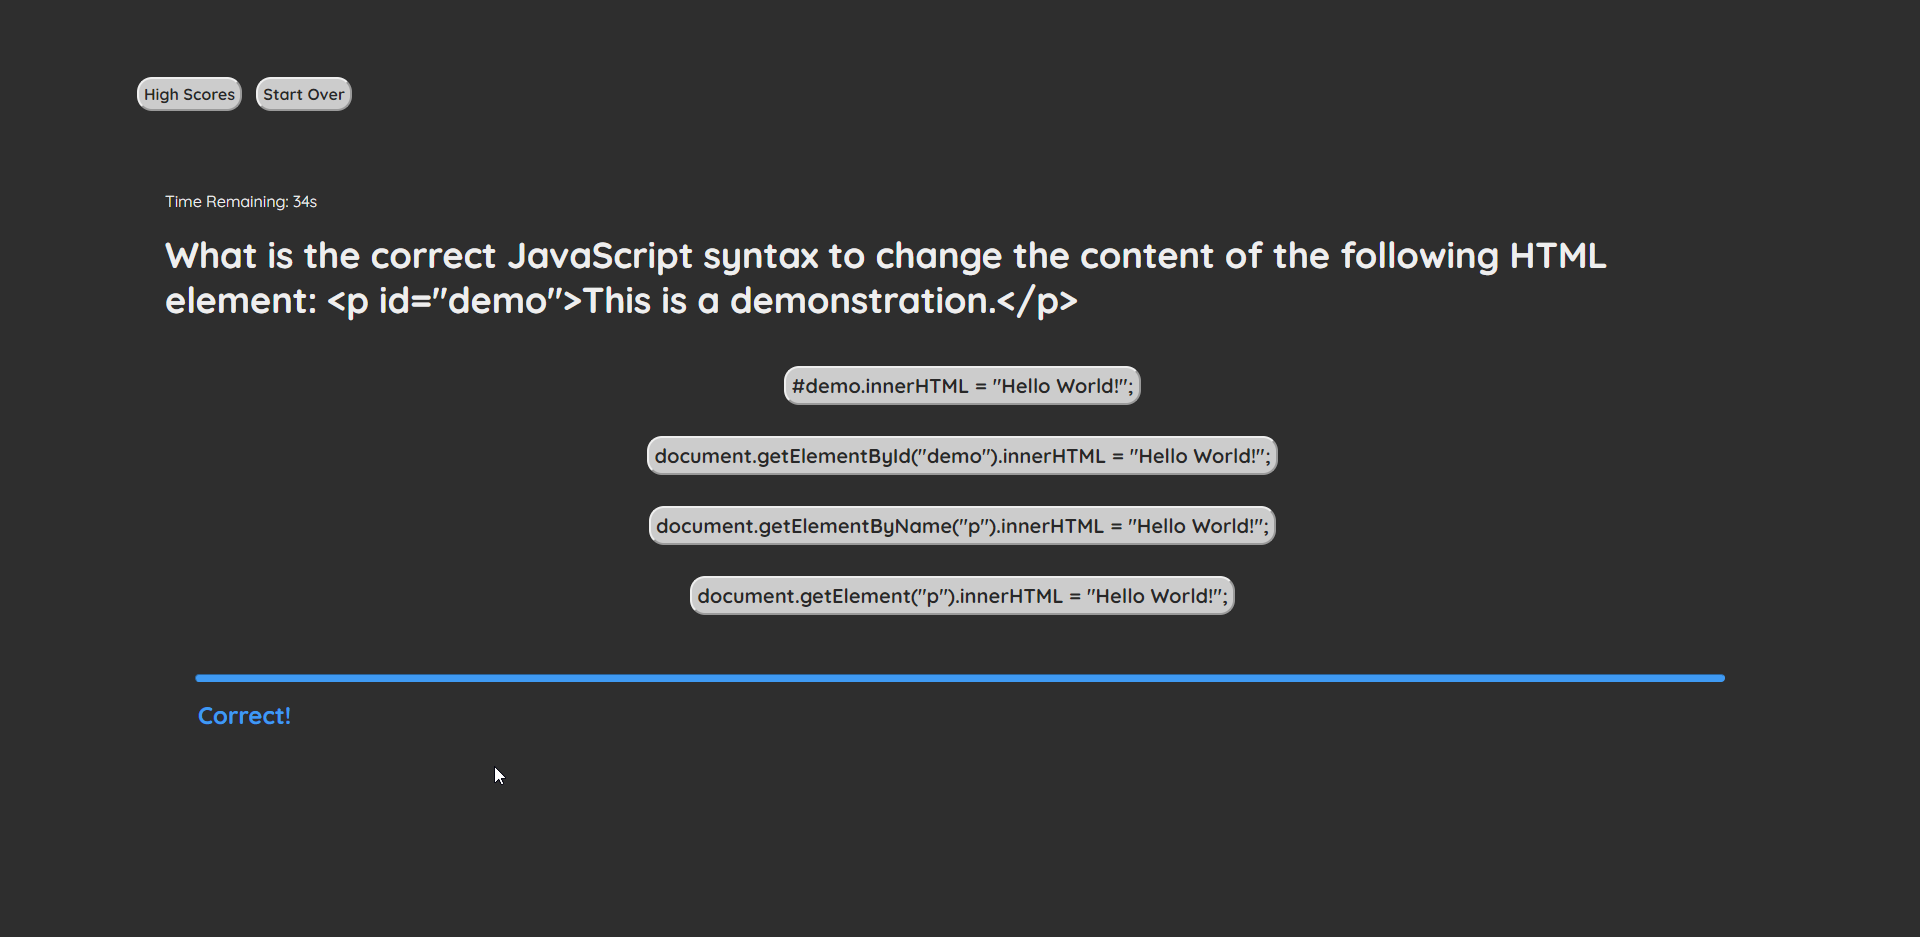 High Scores Start Over
Time Remaining: 34s
What is the correct JavaScript syntax to change the content of the following HTML
element: <p id="demo">This is a demonstration.</p>
#demo.innerHTML = "Hello World!";
document.getElementById("demo").innerHTML = "Hello World!";
document.getElementByName("p").innerHTML = "Hello World!";
document.getElement("p").innerHTML = "Hello World!";
Correct!